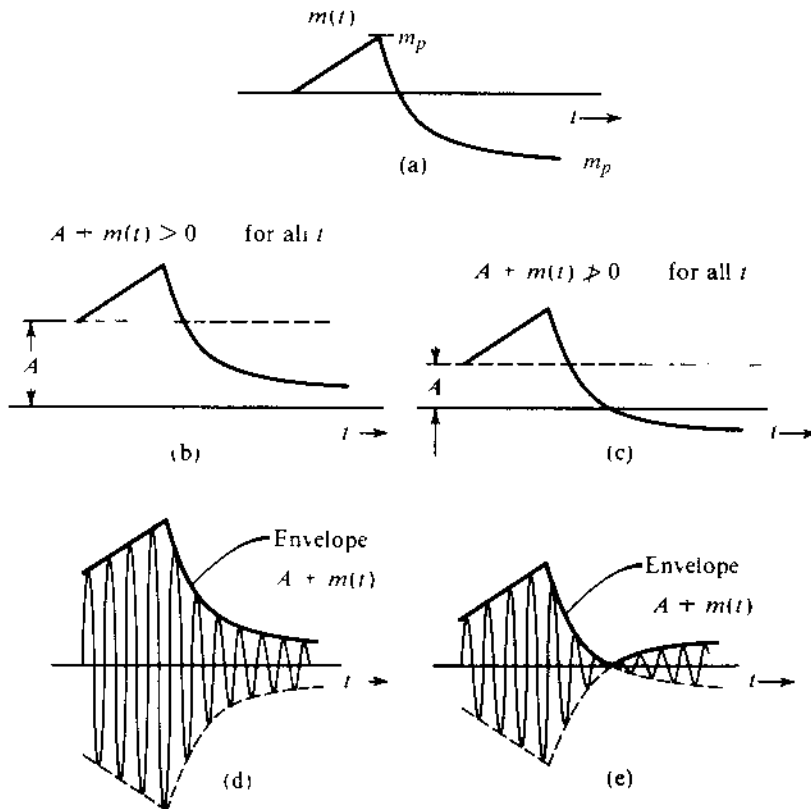 m(t)
m_p
t →
m_p
(a)
A + m(t) > 0 for all t
A
t →
(b)
A + m(t) ≯ 0 for all t
A
t →
(c)
Envelope
A + m(t)
t →
(d)
Envelope
A + m(t)
t →
(e)